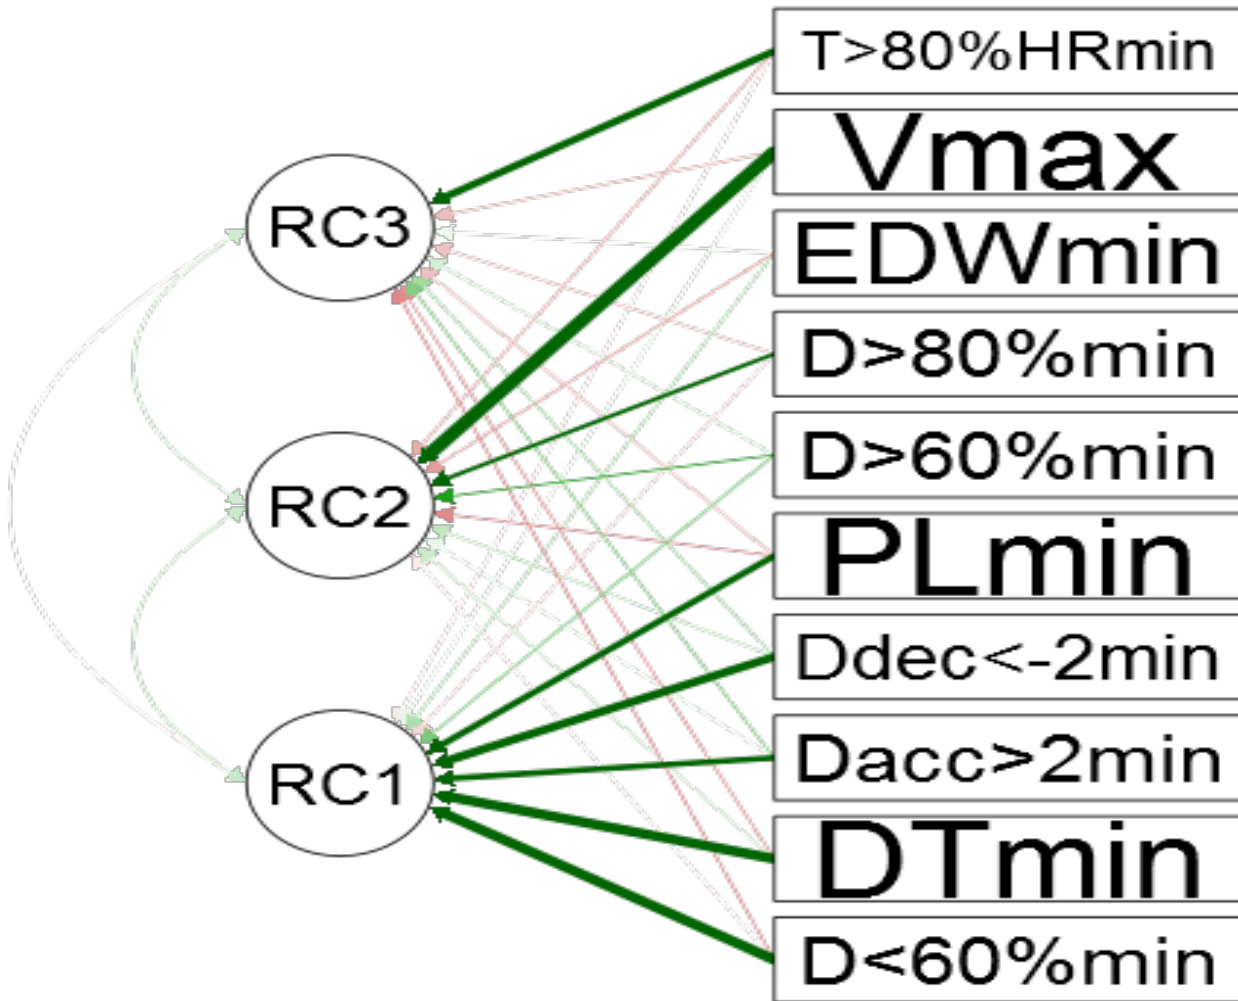 T>80%HRmin
Vmax
EDWmin
D>80%min
D>60%min
PLmin
Ddec<-2min
Dacc>2min
DTmin
D<60%min
RC3
RC2
RC1